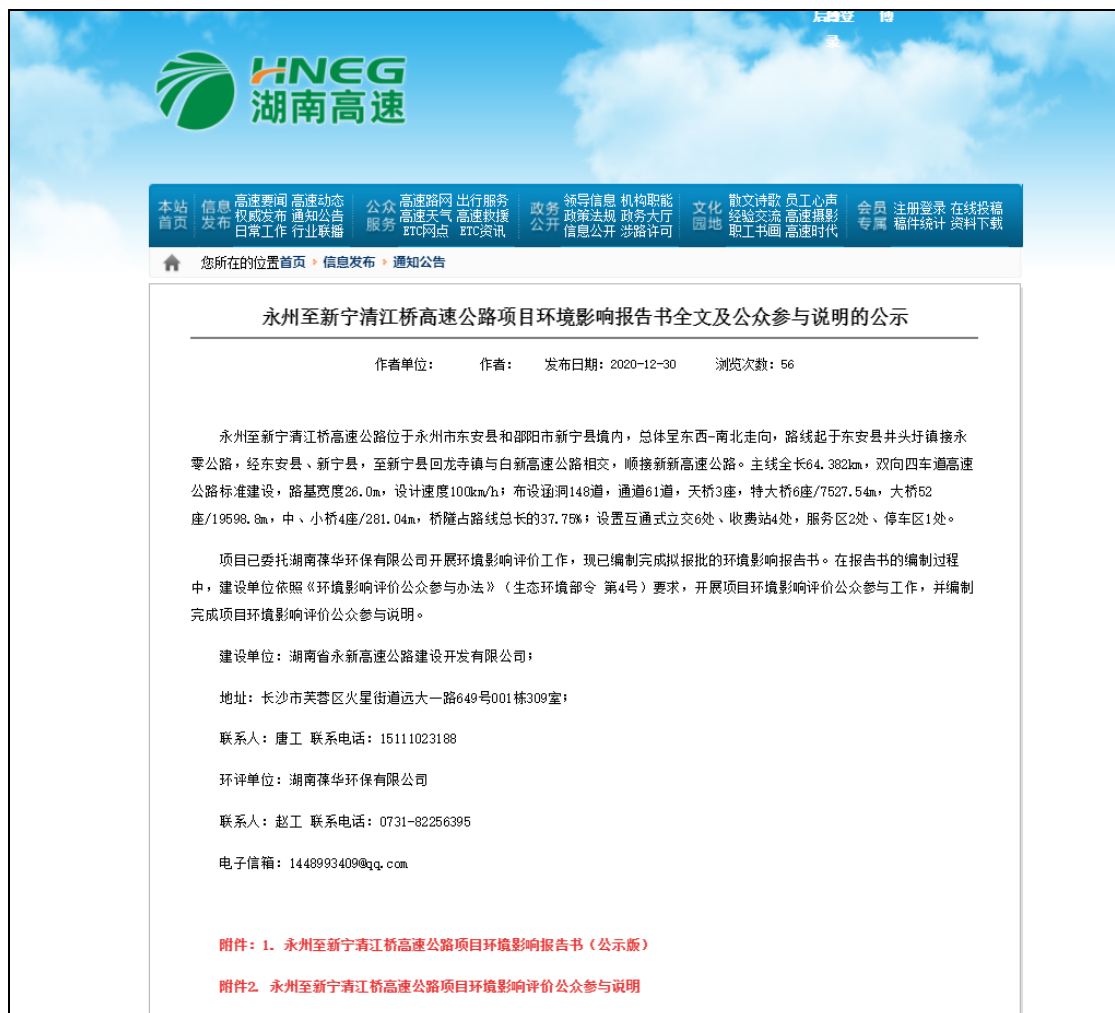 后台登 博
录
HNEG
湖南高速
本站首页 信息发布 高速要闻 高速动态 权威发布 通知公告 日常工作 行业联播 公众服务 高速路网 出行服务 高速天气 高速救援 ETC网点 ETC资讯 政务公开 领导信息 机构职能 政策法规 政务大厅 信息公开 涉路许可 文化园地 散文诗歌 员工心声 经验交流 高速摄影 职工书画 高速时代 会员专属 注册登录 在线投稿 稿件统计 资料下载
您所在的位置首页 › 信息发布 › 通知公告
永州至新宁清江桥高速公路项目环境影响报告书全文及公众参与说明的公示
作者单位: 作者: 发布日期: 2020-12-30 浏览次数: 56
永州至新宁清江桥高速公路位于永州市东安县和邵阳市新宁县境内，总体呈东西-南北走向，路线起于东安县井头圩镇接永
零公路，经东安县、新宁县，至新宁县回龙寺镇与白新高速公路相交，顺接新新高速公路。主线全长64.382km，双向四车道高速
公路标准建设，路基宽度26.0m，设计速度100km/h；布设涵洞148道，通道61道，天桥3座，特大桥6座/7527.54m，大桥52
座/19598.8m，中、小桥4座/281.04m，桥隧占路线总长的37.75%；设置互通式立交6处、收费站4处，服务区2处、停车区1处。
项目已委托湖南葆华环保有限公司开展环境影响评价工作，现已编制完成拟报批的环境影响报告书。在报告书的编制过程
中，建设单位依照《环境影响评价公众参与办法》（生态环境部令 第4号）要求，开展项目环境影响评价公众参与工作，并编制
完成项目环境影响评价公众参与说明。
建设单位：湖南省永新高速公路建设开发有限公司；
地址：长沙市芙蓉区火星街道远大一路649号001栋309室；
联系人：唐工 联系电话：15111023188
环评单位：湖南葆华环保有限公司
联系人：赵工 联系电话：0731-82256395
电子信箱：1448993409@qq.com
附件：1. 永州至新宁清江桥高速公路项目环境影响报告书（公示版）
附件2. 永州至新宁清江桥高速公路项目环境影响评价公众参与说明